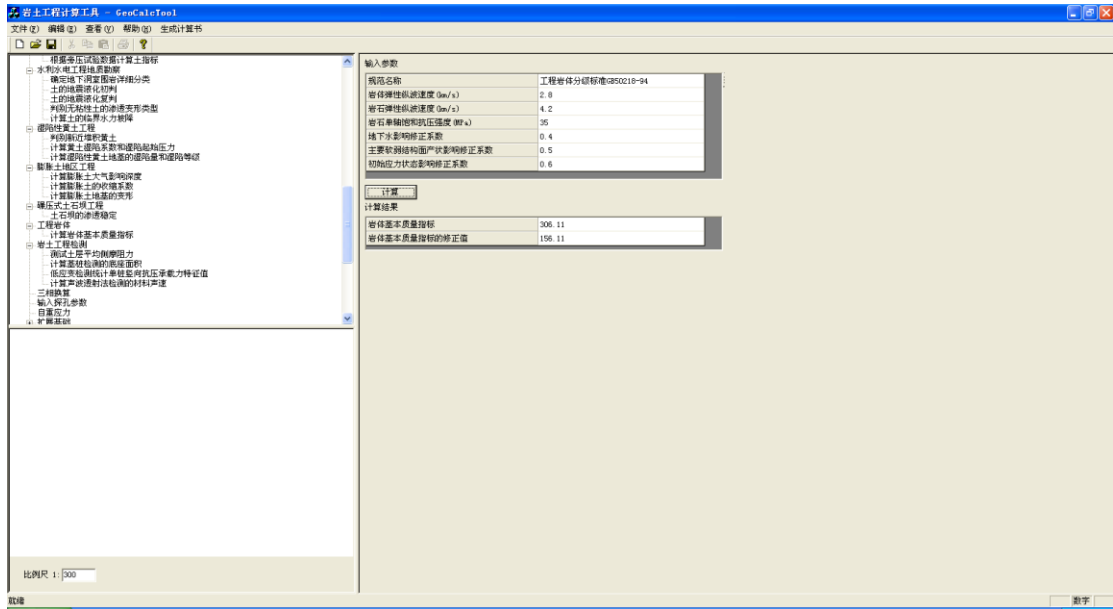 岩土工程计算工具 - GeoCalcTool
文件(F) 编辑(E) 查看(V) 帮助(H) 生成计算书
根据旁压试验数据计算土指标
水利水电工程地质勘察
确定地下洞室围岩详细分类
土的地震液化初判
土的地震液化复判
判别无粘性土的渗透变形类型
计算土的临界水力坡降
湿陷性黄土工程
判别新近堆积黄土
计算黄土湿陷系数和湿陷起始压力
计算湿陷性黄土地基的湿陷量和湿陷等级
膨胀土地区工程
计算膨胀土大气影响深度
计算膨胀土的收缩系数
计算膨胀土地基的变形
碾压式土石坝工程
土石坝的渗透稳定
工程岩体
计算岩体基本质量指标
岩土工程检测
测试土层平均侧摩阻力
计算基桩检测的底座面积
低应变检测统计单桩竖向抗压承载力特征值
计算声波透射法检测的材料声速
三相换算
输入探孔参数
自重应力
扩展基础
比例尺 1: 300
输入参数
规范名称 工程岩体分级标准GB50218-94
岩体弹性纵波速度(km/s) 2.8
岩石弹性纵波速度(km/s) 4.2
岩石单轴饱和抗压强度(MPa) 35
地下水影响修正系数 0.4
主要软弱结构面产状影响修正系数 0.5
初始应力状态影响修正系数 0.6
计算
计算结果
岩体基本质量指标 306.11
岩体基本质量指标的修正值 156.11
就绪 数字